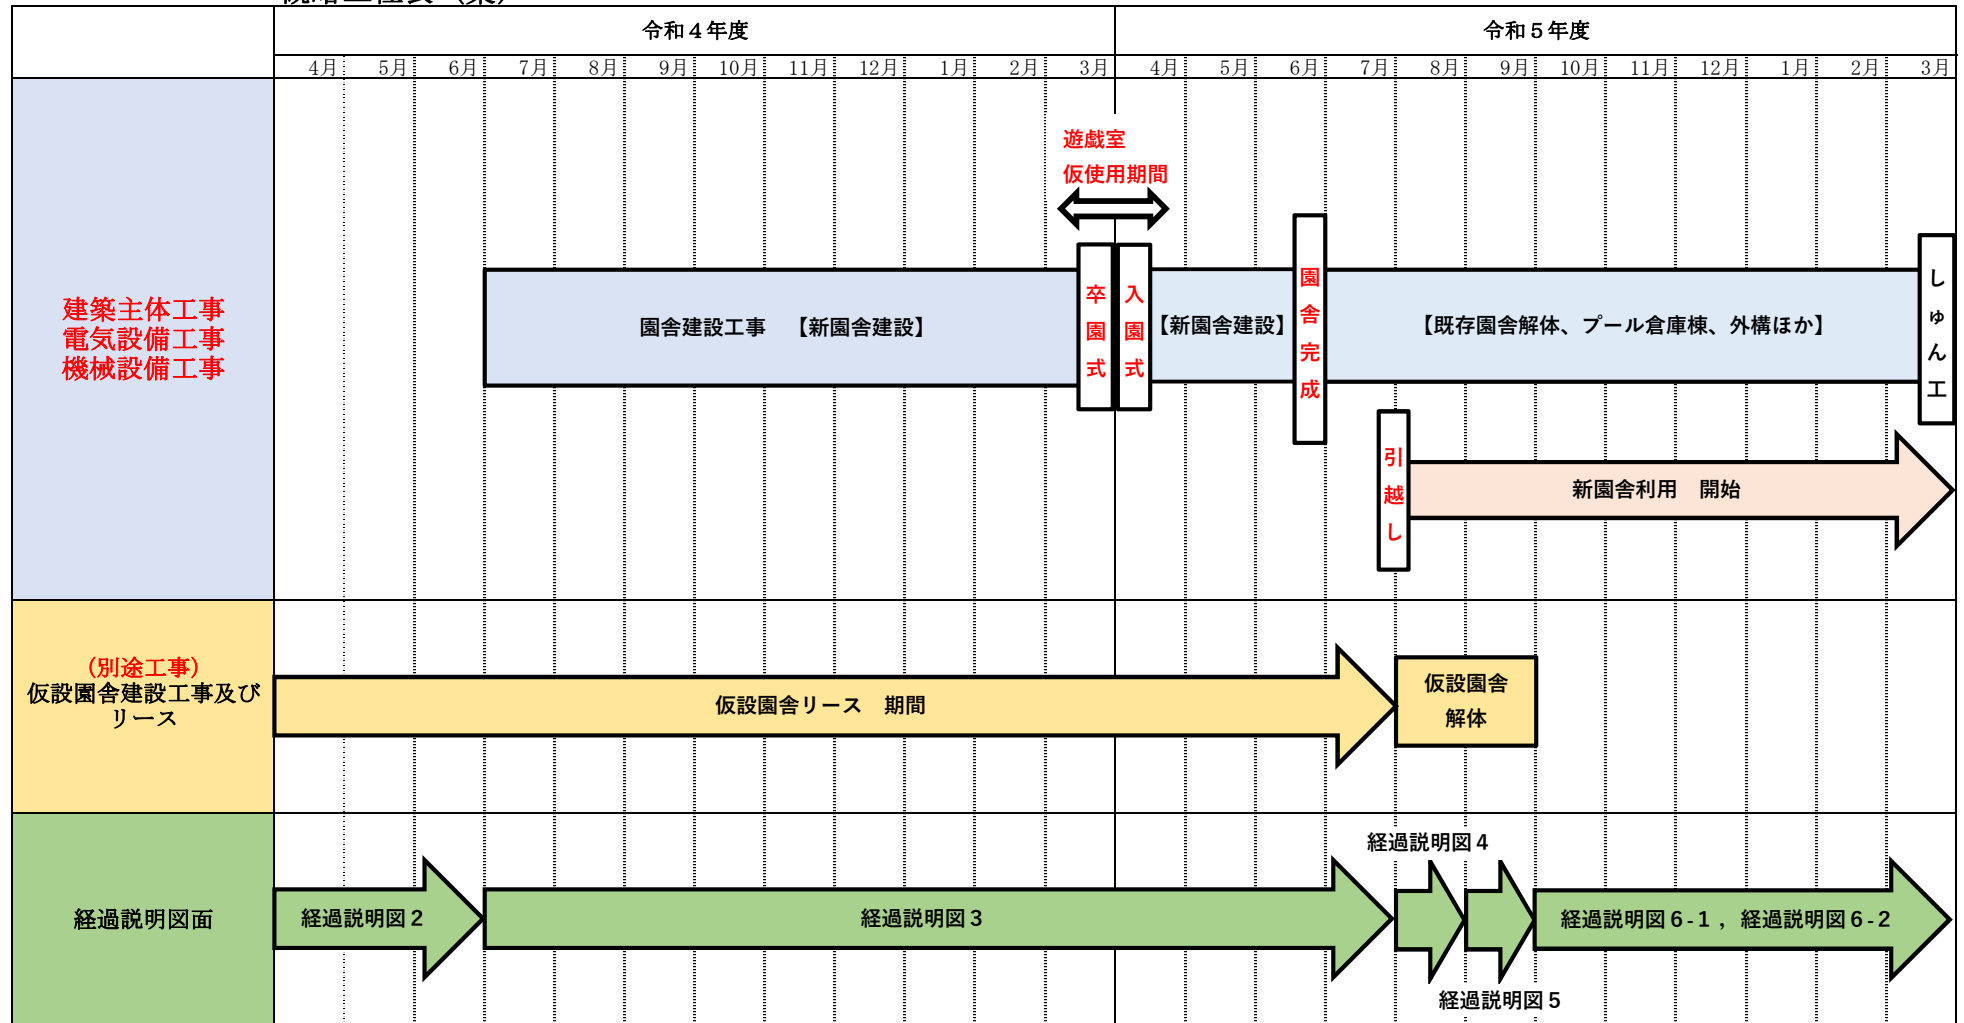 令和４年度
令和５年度
4月 5月 6月 7月 8月 9月 10月 11月 12月 1月 2月 3月 4月 5月 6月 7月 8月 9月 10月 11月 12月 1月 2月 3月
遊戯室
仮使用期間
建築主体工事
電気設備工事
機械設備工事
園舎建設工事　【新園舎建設】
卒園式
入園式
【新園舎建設】
園舎完成
【既存園舎解体、プール倉庫棟、外構ほか】
しゅん工
引越し
新園舎利用　開始
（別途工事）
仮設園舎建設工事及び
リース
仮設園舎リース　期間
仮設園舎
解体
経過説明図面
経過説明図２
経過説明図３
経過説明図４
経過説明図５
経過説明図６-１，経過説明図６-２